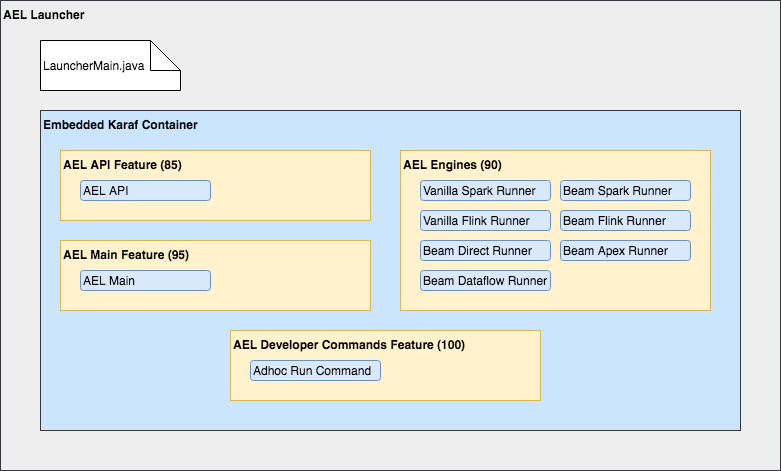 AEL Launcher
LauncherMain.java
Embedded Karaf Container
AEL API Feature (85)
AEL API
AEL Main Feature (95)
AEL Main
AEL Engines (90)
Vanilla Spark Runner
Beam Spark Runner
Vanilla Flink Runner
Beam Flink Runner
Beam Direct Runner
Beam Apex Runner
Beam Dataflow Runner
AEL Developer Commands Feature (100)
Adhoc Run Command